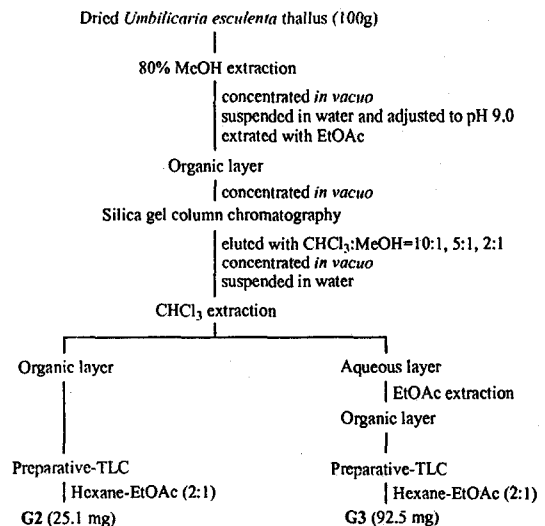 Dried Umbilicaria esculenta thallus (100g)
80% MeOH extraction
concentrated in vacuo
suspended in water and adjusted to pH 9.0
extrated with EtOAc
Organic layer
concentrated in vacuo
Silica gel column chromatography
eluted with CHCl₃:MeOH=10:1, 5:1, 2:1
concentrated in vacuo
suspended in water
CHCl₃ extraction
Organic layer
Aqueous layer
EtOAc extraction
Organic layer
Preparative-TLC
Preparative-TLC
Hexane-EtOAc (2:1)
Hexane-EtOAc (2:1)
G2 (25.1 mg)
G3 (92.5 mg)